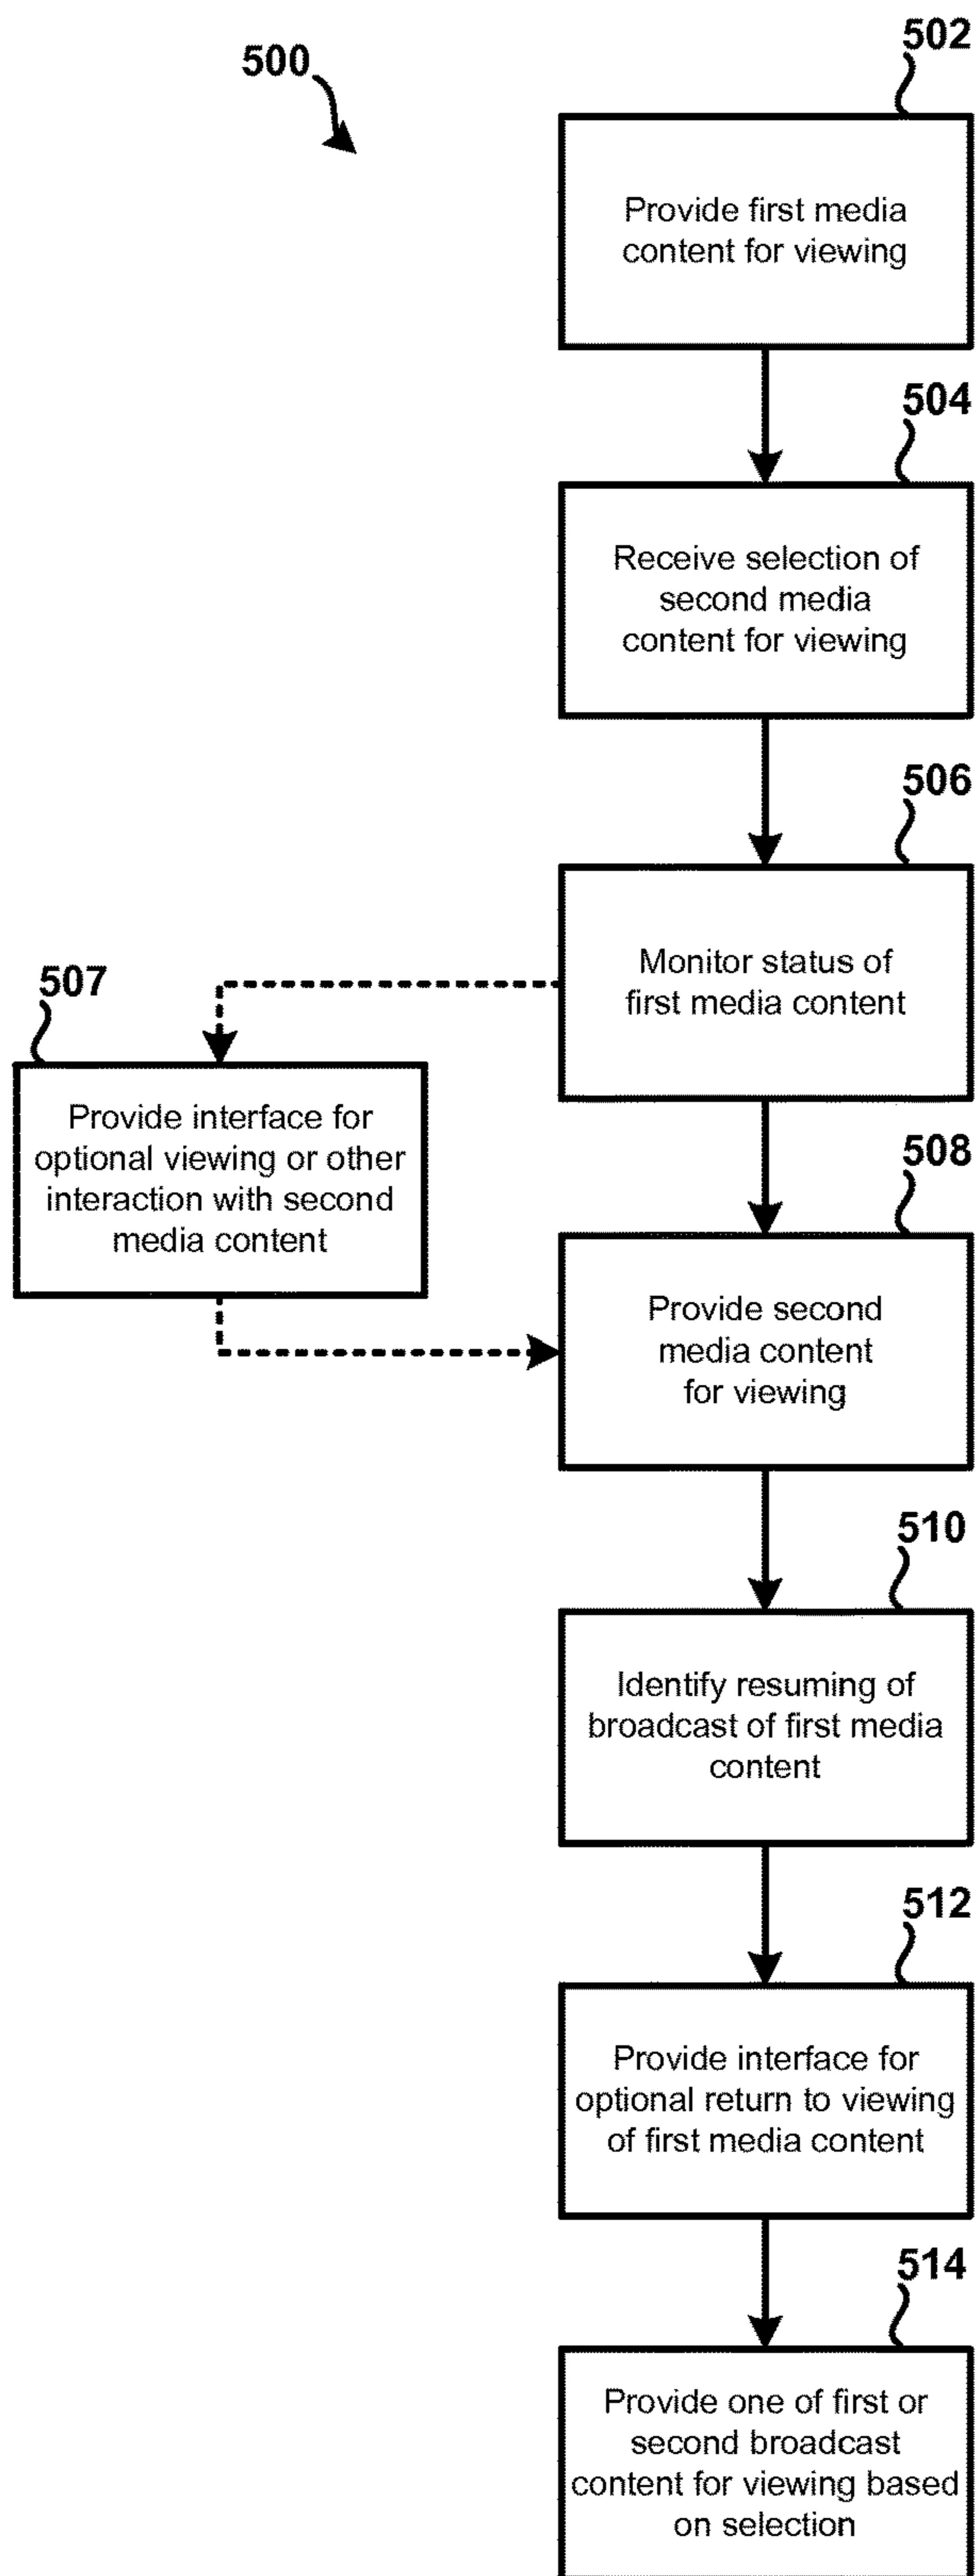 500
502
Provide first media
content for viewing
504
Receive selection of
second media
content for viewing
506
Monitor status of
first media content
507
Provide interface for
optional viewing or other
interaction with second
media content
508
Provide second
media content
for viewing
510
Identify resuming of
broadcast of first media
content
512
Provide interface for
optional return to viewing
of first media content
514
Provide one of first or
second broadcast
content for viewing based
on selection